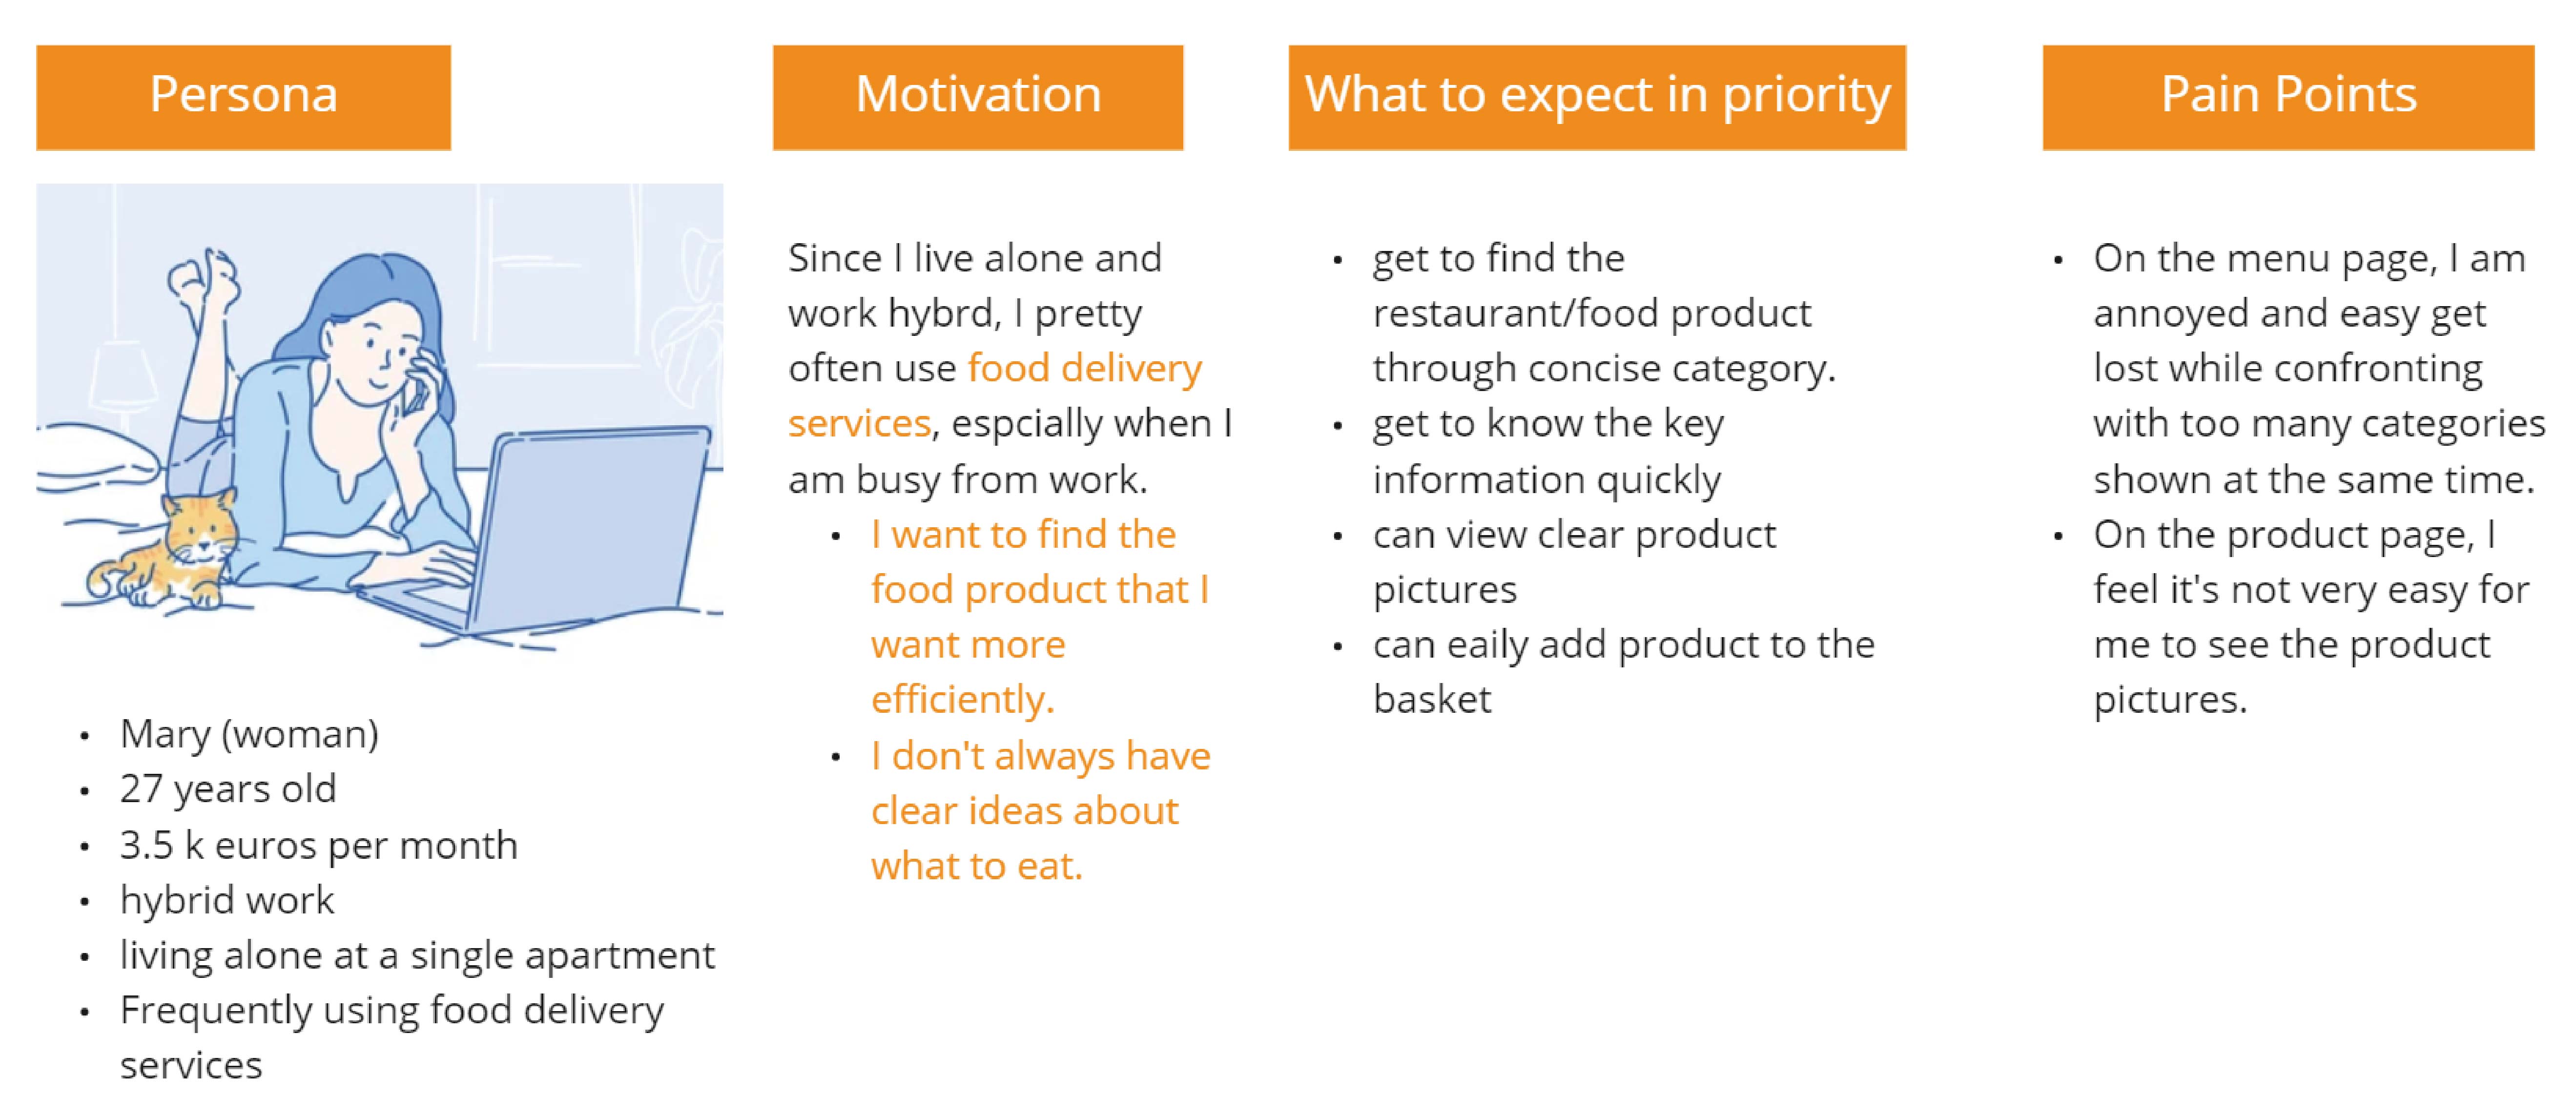 Persona
• Mary (woman)
• 27 years old
• 3.5 k euros per month
• hybrid work
• living alone at a single apartment
• Frequently using food delivery
services
Motivation
Since I live alone and
work hybrd, I pretty
often use food delivery
services, espcially when I
am busy from work.
• I want to find the
food product that I
want more
efficiently.
• I don't always have
clear ideas about
what to eat.
What to expect in priority
• get to find the
restaurant/food product
through concise category.
• get to know the key
information quickly
• can view clear product
pictures
• can eaily add product to the
basket
Pain Points
• On the menu page, I am
annoyed and easy get
lost while confronting
with too many categories
shown at the same time.
• On the product page, I
feel it's not very easy for
me to see the product
pictures.